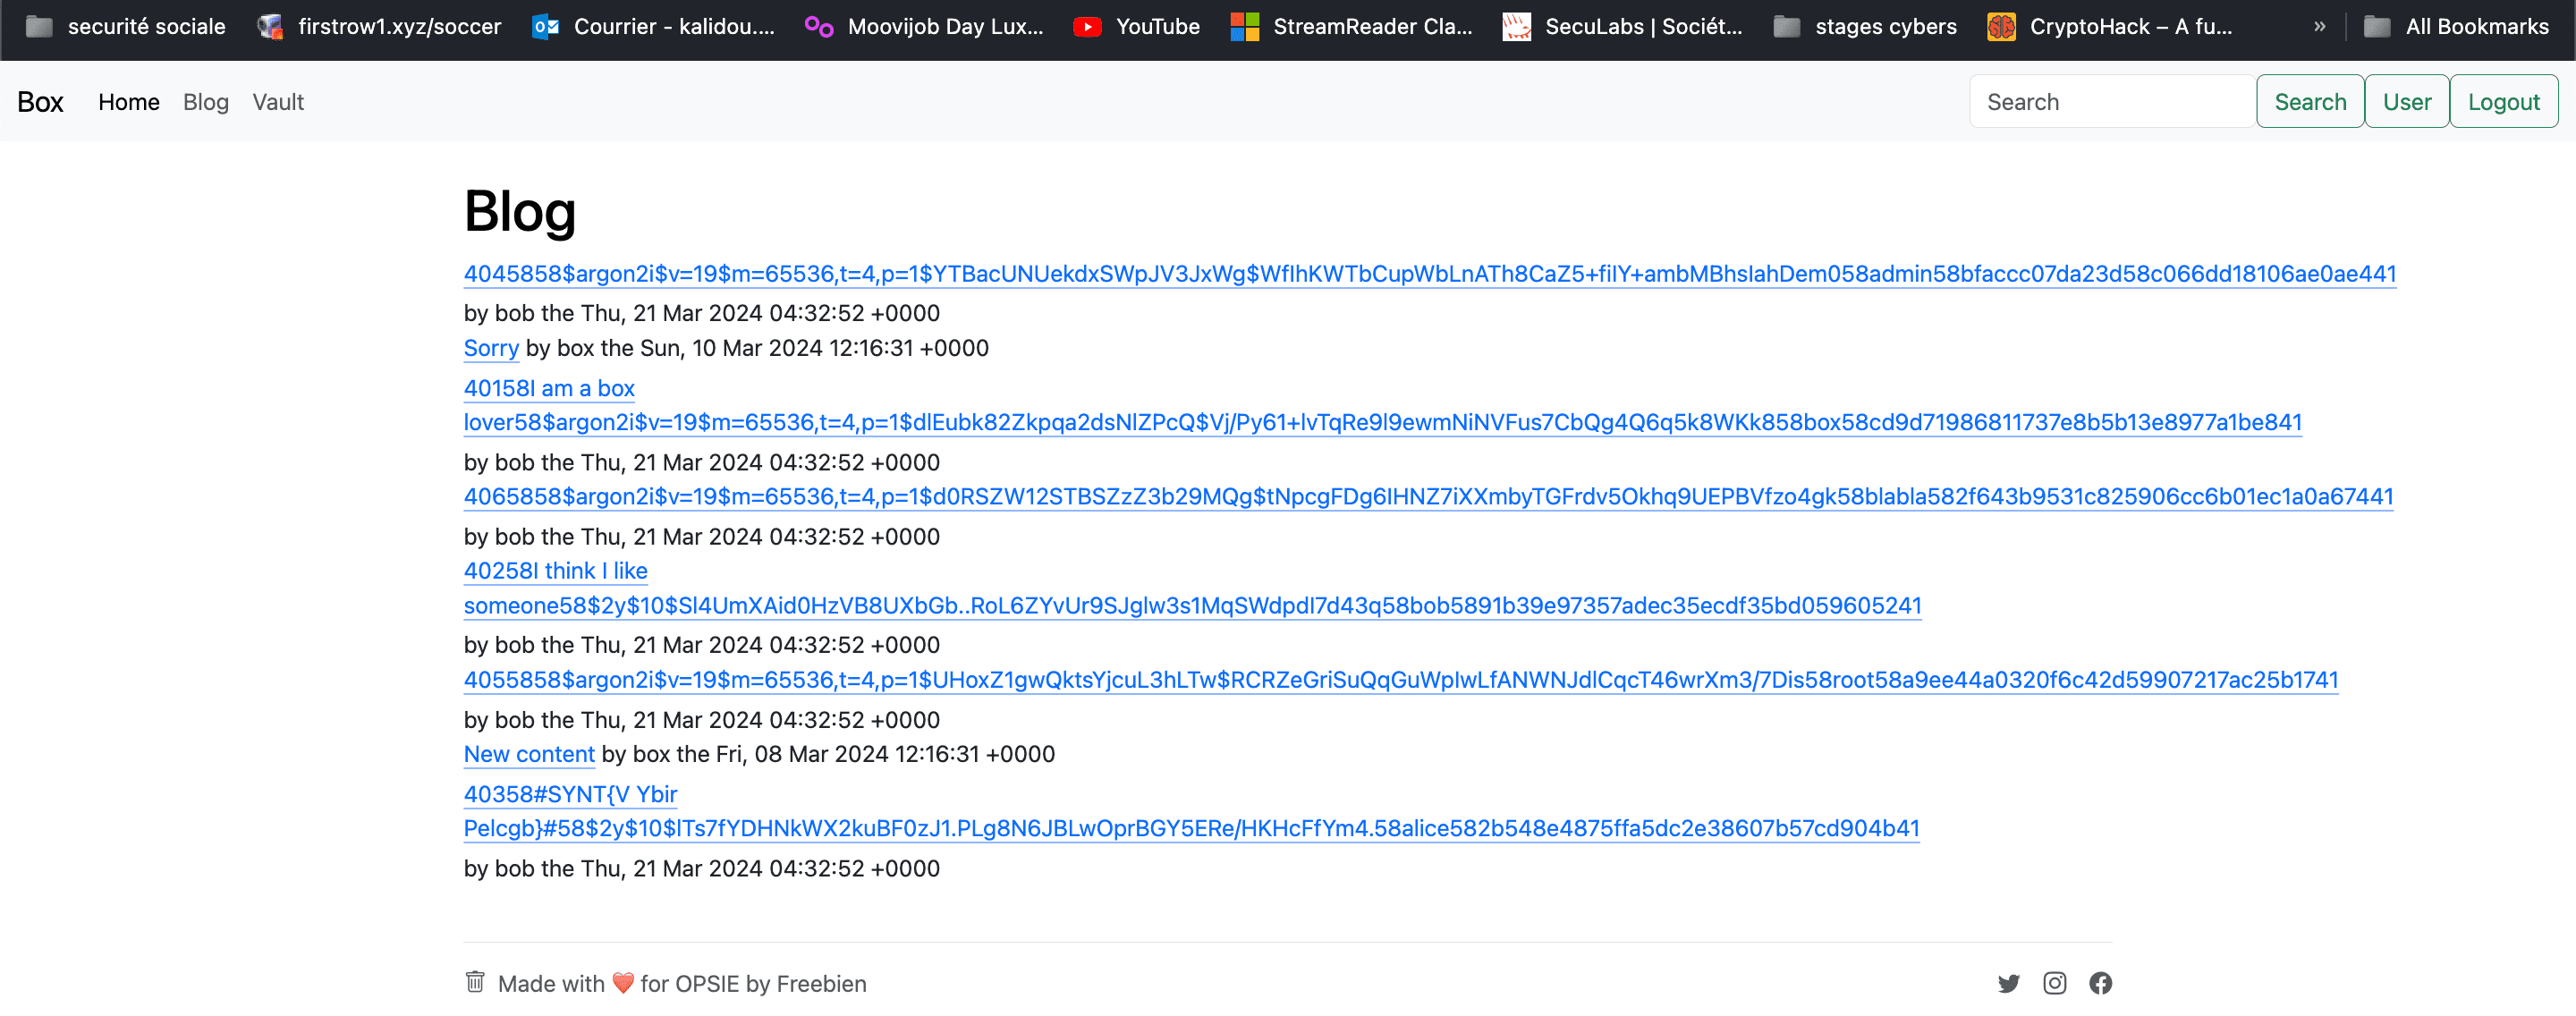 securité sociale firstrow1.xyz/soccer Courrier - kalidou.... Moovijob Day Lux... YouTube StreamReader Cla... SecuLabs | Sociét... stages cybers CryptoHack – A fu... » All Bookmarks
Box Home Blog Vault Search Search User Logout
Blog
4045858$argon2i$v=19$m=65536,t=4,p=1$YTBacUNUekdxSWpJV3JxWg$WfIhKWTbCupWbLnATh8CaZ5+fiIY+ambMBhsIahDem058admin58bfaccc07da23d58c066dd18106ae0ae441
by bob the Thu, 21 Mar 2024 04:32:52 +0000
Sorry by box the Sun, 10 Mar 2024 12:16:31 +0000
40158I am a box
lover58$argon2i$v=19$m=65536,t=4,p=1$dlEubk82Zkpqa2dsNlZPcQ$Vj/Py61+lvTqRe9l9ewmNiNVFus7CbQg4Q6q5k8WKk858box58cd9d71986811737e8b5b13e8977a1be841
by bob the Thu, 21 Mar 2024 04:32:52 +0000
4065858$argon2i$v=19$m=65536,t=4,p=1$d0RSZW12STBSZzZ3b29MQg$tNpcgFDg6IHNZ7iXXmbyTGFrdv5Okhq9UEPBVfzo4gk58blabla582f643b9531c825906cc6b01ec1a0a67441
by bob the Thu, 21 Mar 2024 04:32:52 +0000
40258I think I like
someone58$2y$10$Sl4UmXAid0HzVB8UXbGb..RoL6ZYvUr9SJglw3s1MqSWdpdI7d43q58bob5891b39e97357adec35ecdf35bd059605241
by bob the Thu, 21 Mar 2024 04:32:52 +0000
4055858$argon2i$v=19$m=65536,t=4,p=1$UHoxZ1gwQktsYjcuL3hLTw$RCRZeGriSuQqGuWpIwLfANWNJdlCqcT46wrXm3/7Dis58root58a9ee44a0320f6c42d59907217ac25b1741
by bob the Thu, 21 Mar 2024 04:32:52 +0000
New content by box the Fri, 08 Mar 2024 12:16:31 +0000
40358#SYNT{V Ybir
Pelcgb}#58$2y$10$lTs7fYDHNkWX2kuBF0zJ1.PLg8N6JBLwOprBGY5ERe/HKHcFfYm4.58alice582b548e4875ffa5dc2e38607b57cd904b41
by bob the Thu, 21 Mar 2024 04:32:52 +0000
Made with ❤️ for OPSIE by Freebien